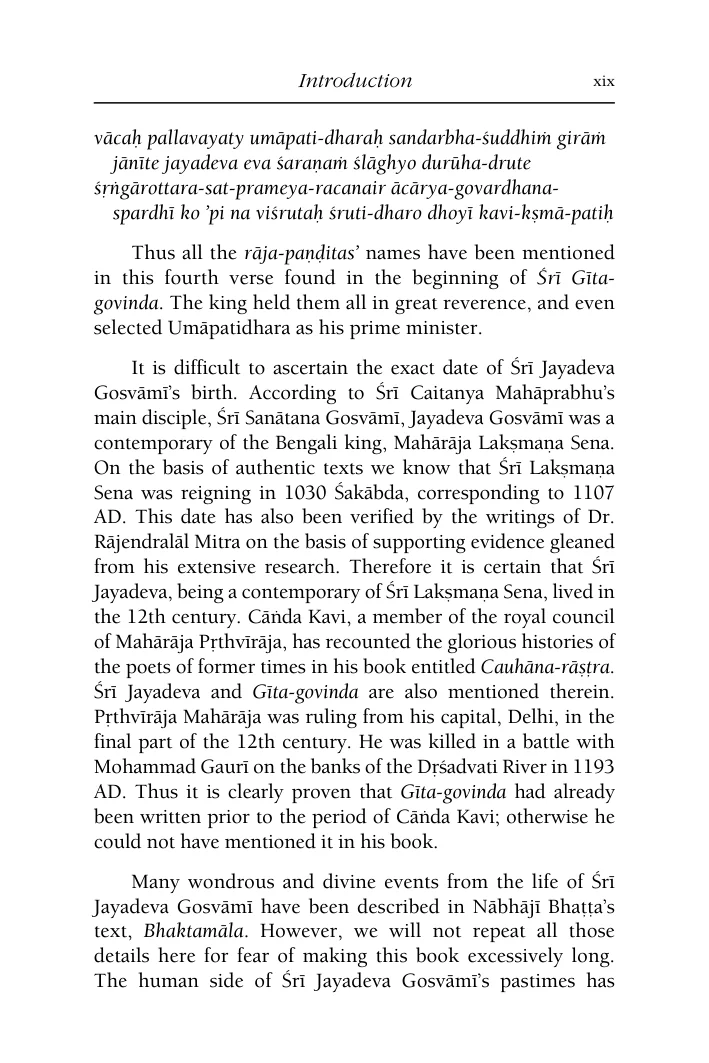 Introduction xix
vācaḥ pallavayaty umāpati-dharaḥ sandarbha-śuddhiṁ girāṁ
jānīte jayadeva eva śaraṇaṁ ślāghyo durūha-drute
śṛṅgārottara-sat-prameya-racanair ācārya-govardhana-
spardhī ko ’pi na viśrutaḥ śruti-dharo dhoyī kavi-kṣmā-patiḥ
Thus all the rāja-paṇḍitas’ names have been mentioned
in this fourth verse found in the beginning of Śrī Gīta-
govinda. The king held them all in great reverence, and even
selected Umāpatidhara as his prime minister.
It is difficult to ascertain the exact date of Śrī Jayadeva
Gosvāmī’s birth. According to Śrī Caitanya Mahāprabhu’s
main disciple, Śrī Sanātana Gosvāmī, Jayadeva Gosvāmī was a
contemporary of the Bengali king, Mahārāja Lakṣmaṇa Sena.
On the basis of authentic texts we know that Śrī Lakṣmaṇa
Sena was reigning in 1030 Śakābda, corresponding to 1107
AD. This date has also been verified by the writings of Dr.
Rājendralāl Mitra on the basis of supporting evidence gleaned
from his extensive research. Therefore it is certain that Śrī
Jayadeva, being a contemporary of Śrī Lakṣmaṇa Sena, lived in
the 12th century. Cāṅda Kavi, a member of the royal council
of Mahārāja Pṛthvīrāja, has recounted the glorious histories of
the poets of former times in his book entitled Cauhāna-rāṣṭra.
Śrī Jayadeva and Gīta-govinda are also mentioned therein.
Pṛthvīrāja Mahārāja was ruling from his capital, Delhi, in the
final part of the 12th century. He was killed in a battle with
Mohammad Gaurī on the banks of the Dṛśadvati River in 1193
AD. Thus it is clearly proven that Gīta-govinda had already
been written prior to the period of Cāṅda Kavi; otherwise he
could not have mentioned it in his book.
Many wondrous and divine events from the life of Śrī
Jayadeva Gosvāmī have been described in Nābhājī Bhaṭṭa’s
text, Bhaktamāla. However, we will not repeat all those
details here for fear of making this book excessively long.
The human side of Śrī Jayadeva Gosvāmī’s pastimes has